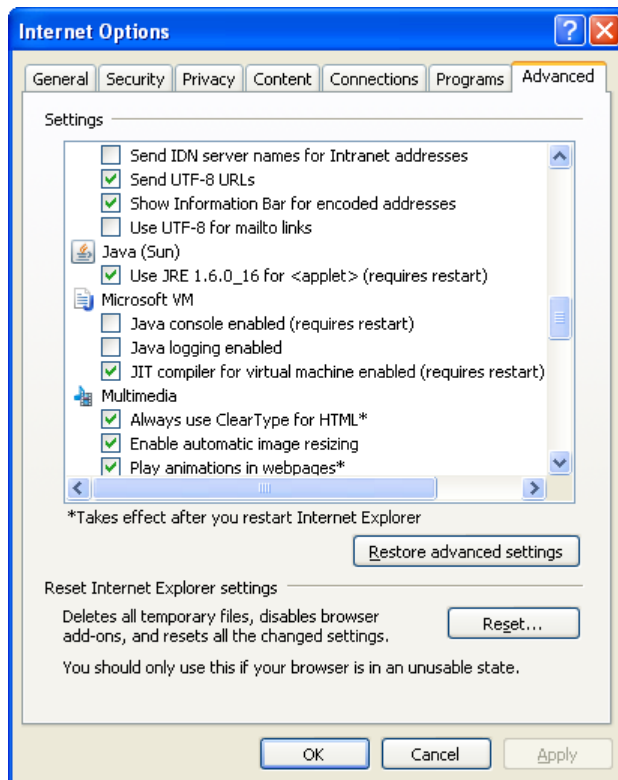 Internet Options
General Security Privacy Content Connections Programs Advanced
Settings
Send IDN server names for Intranet addresses
Send UTF-8 URLs
Show Information Bar for encoded addresses
Use UTF-8 for mailto links
Java (Sun)
Use JRE 1.6.0_16 for <applet> (requires restart)
Microsoft VM
Java console enabled (requires restart)
Java logging enabled
JIT compiler for virtual machine enabled (requires restart)
Multimedia
Always use ClearType for HTML*
Enable automatic image resizing
Play animations in webpages*
*Takes effect after you restart Internet Explorer
Restore advanced settings
Reset Internet Explorer settings
Deletes all temporary files, disables browser
add-ons, and resets all the changed settings.
Reset...
You should only use this if your browser is in an unusable state.
OK Cancel Apply